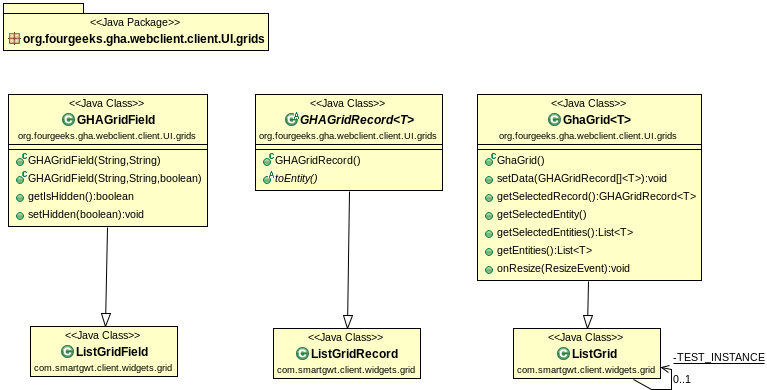 <<Java Package>>
org.fourgeeks.gha.webclient.client.UI.grids
<<Java Class>>
GHAGridField
org.fourgeeks.gha.webclient.client.UI.grids
GHAGridField(String,String)
GHAGridField(String,String,boolean)
getIsHidden():boolean
setHidden(boolean):void
<<Java Class>>
GHAGridRecord<T>
org.fourgeeks.gha.webclient.client.UI.grids
GHAGridRecord()
toEntity()
<<Java Class>>
GhaGrid<T>
org.fourgeeks.gha.webclient.client.UI.grids
GhaGrid()
setData(GHAGridRecord[]<T>):void
getSelectedRecord():GHAGridRecord<T>
getSelectedEntity()
getSelectedEntities():List<T>
getEntities():List<T>
onResize(ResizeEvent):void
<<Java Class>>
ListGridField
com.smartgwt.client.widgets.grid
<<Java Class>>
ListGridRecord
com.smartgwt.client.widgets.grid
<<Java Class>>
ListGrid
com.smartgwt.client.widgets.grid
-TEST_INSTANCE
0..1